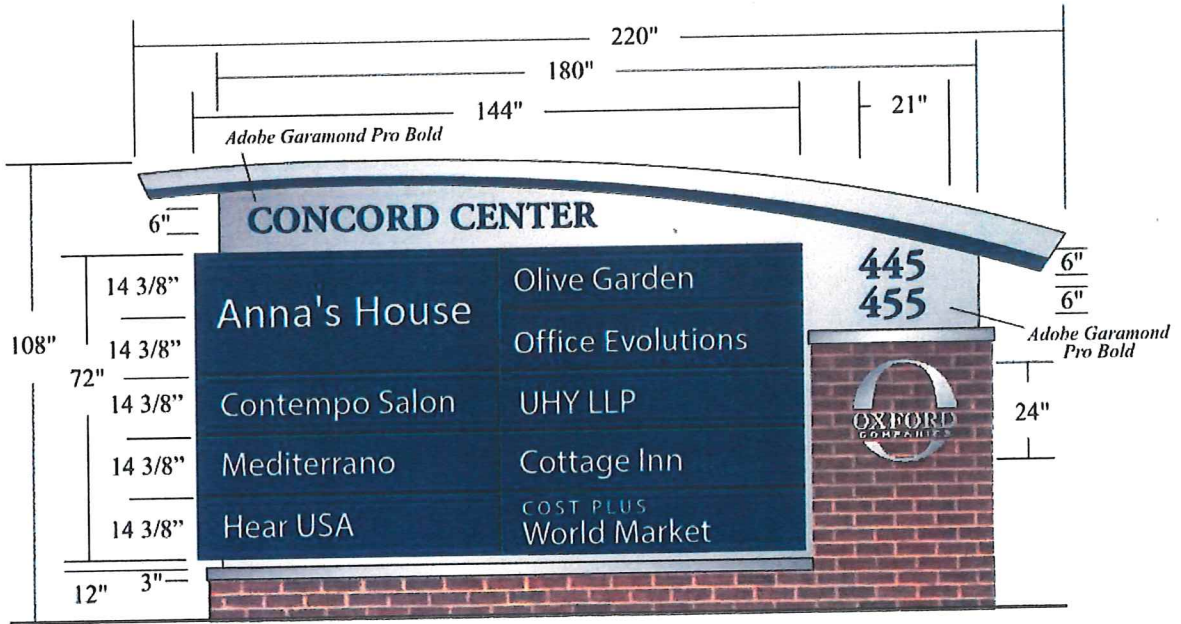 220"
180"
144"
21"
Adobe Garamond Pro Bold
6"
CONCORD CENTER
14 3/8"
14 3/8"
14 3/8"
14 3/8"
14 3/8"
108"
72"
12"
3"
Anna's House
Contempo Salon
Mediterrano
Hear USA
Olive Garden
Office Evolutions
UHY LLP
Cottage Inn
COST PLUS
World Market
445
455
6"
6"
Adobe Garamond
Pro Bold
OXFORD
COMPANIES
24"